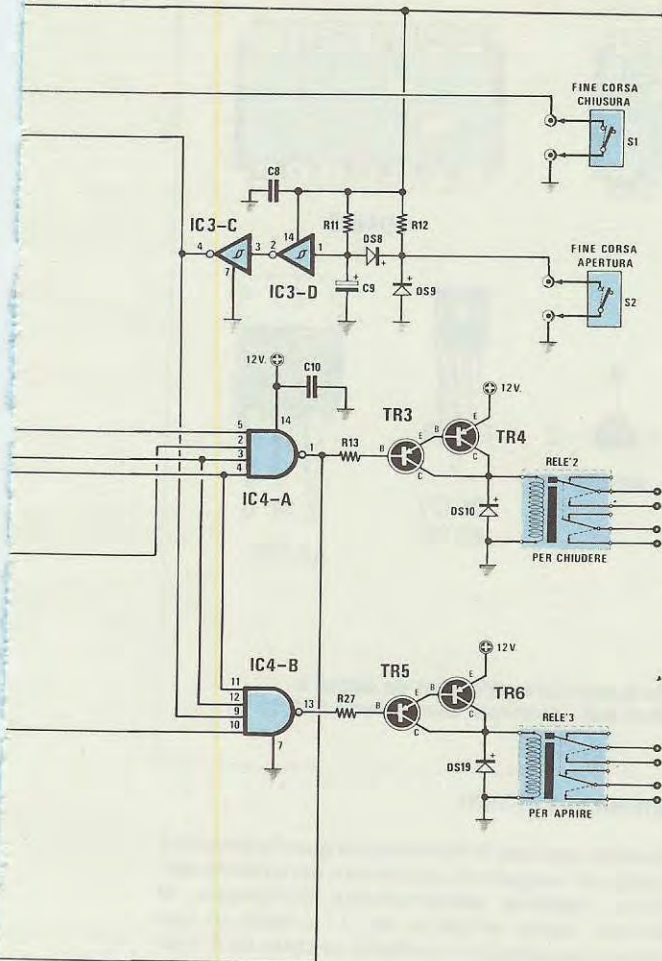 FINE CORSA
CHIUSURA
S1
C8
IC3-C
R11
R12
14
4
3
2
1
DS8
+
7
IC3-D
+
C9
+
DS9
FINE CORSA
APERTURA
S2
12V.
C10
14
TR3
12V.
E
TR4
5
2
3
4
1
R13
B
E
B
C
C
IC4-A
RELE'2
DS10
+
PER CHIUDERE
IC4-B
TR5
12V.
E
TR6
11
12
9
10
13
R27
B
E
B
C
C
7
RELE'3
DS19
+
PER APRIRE